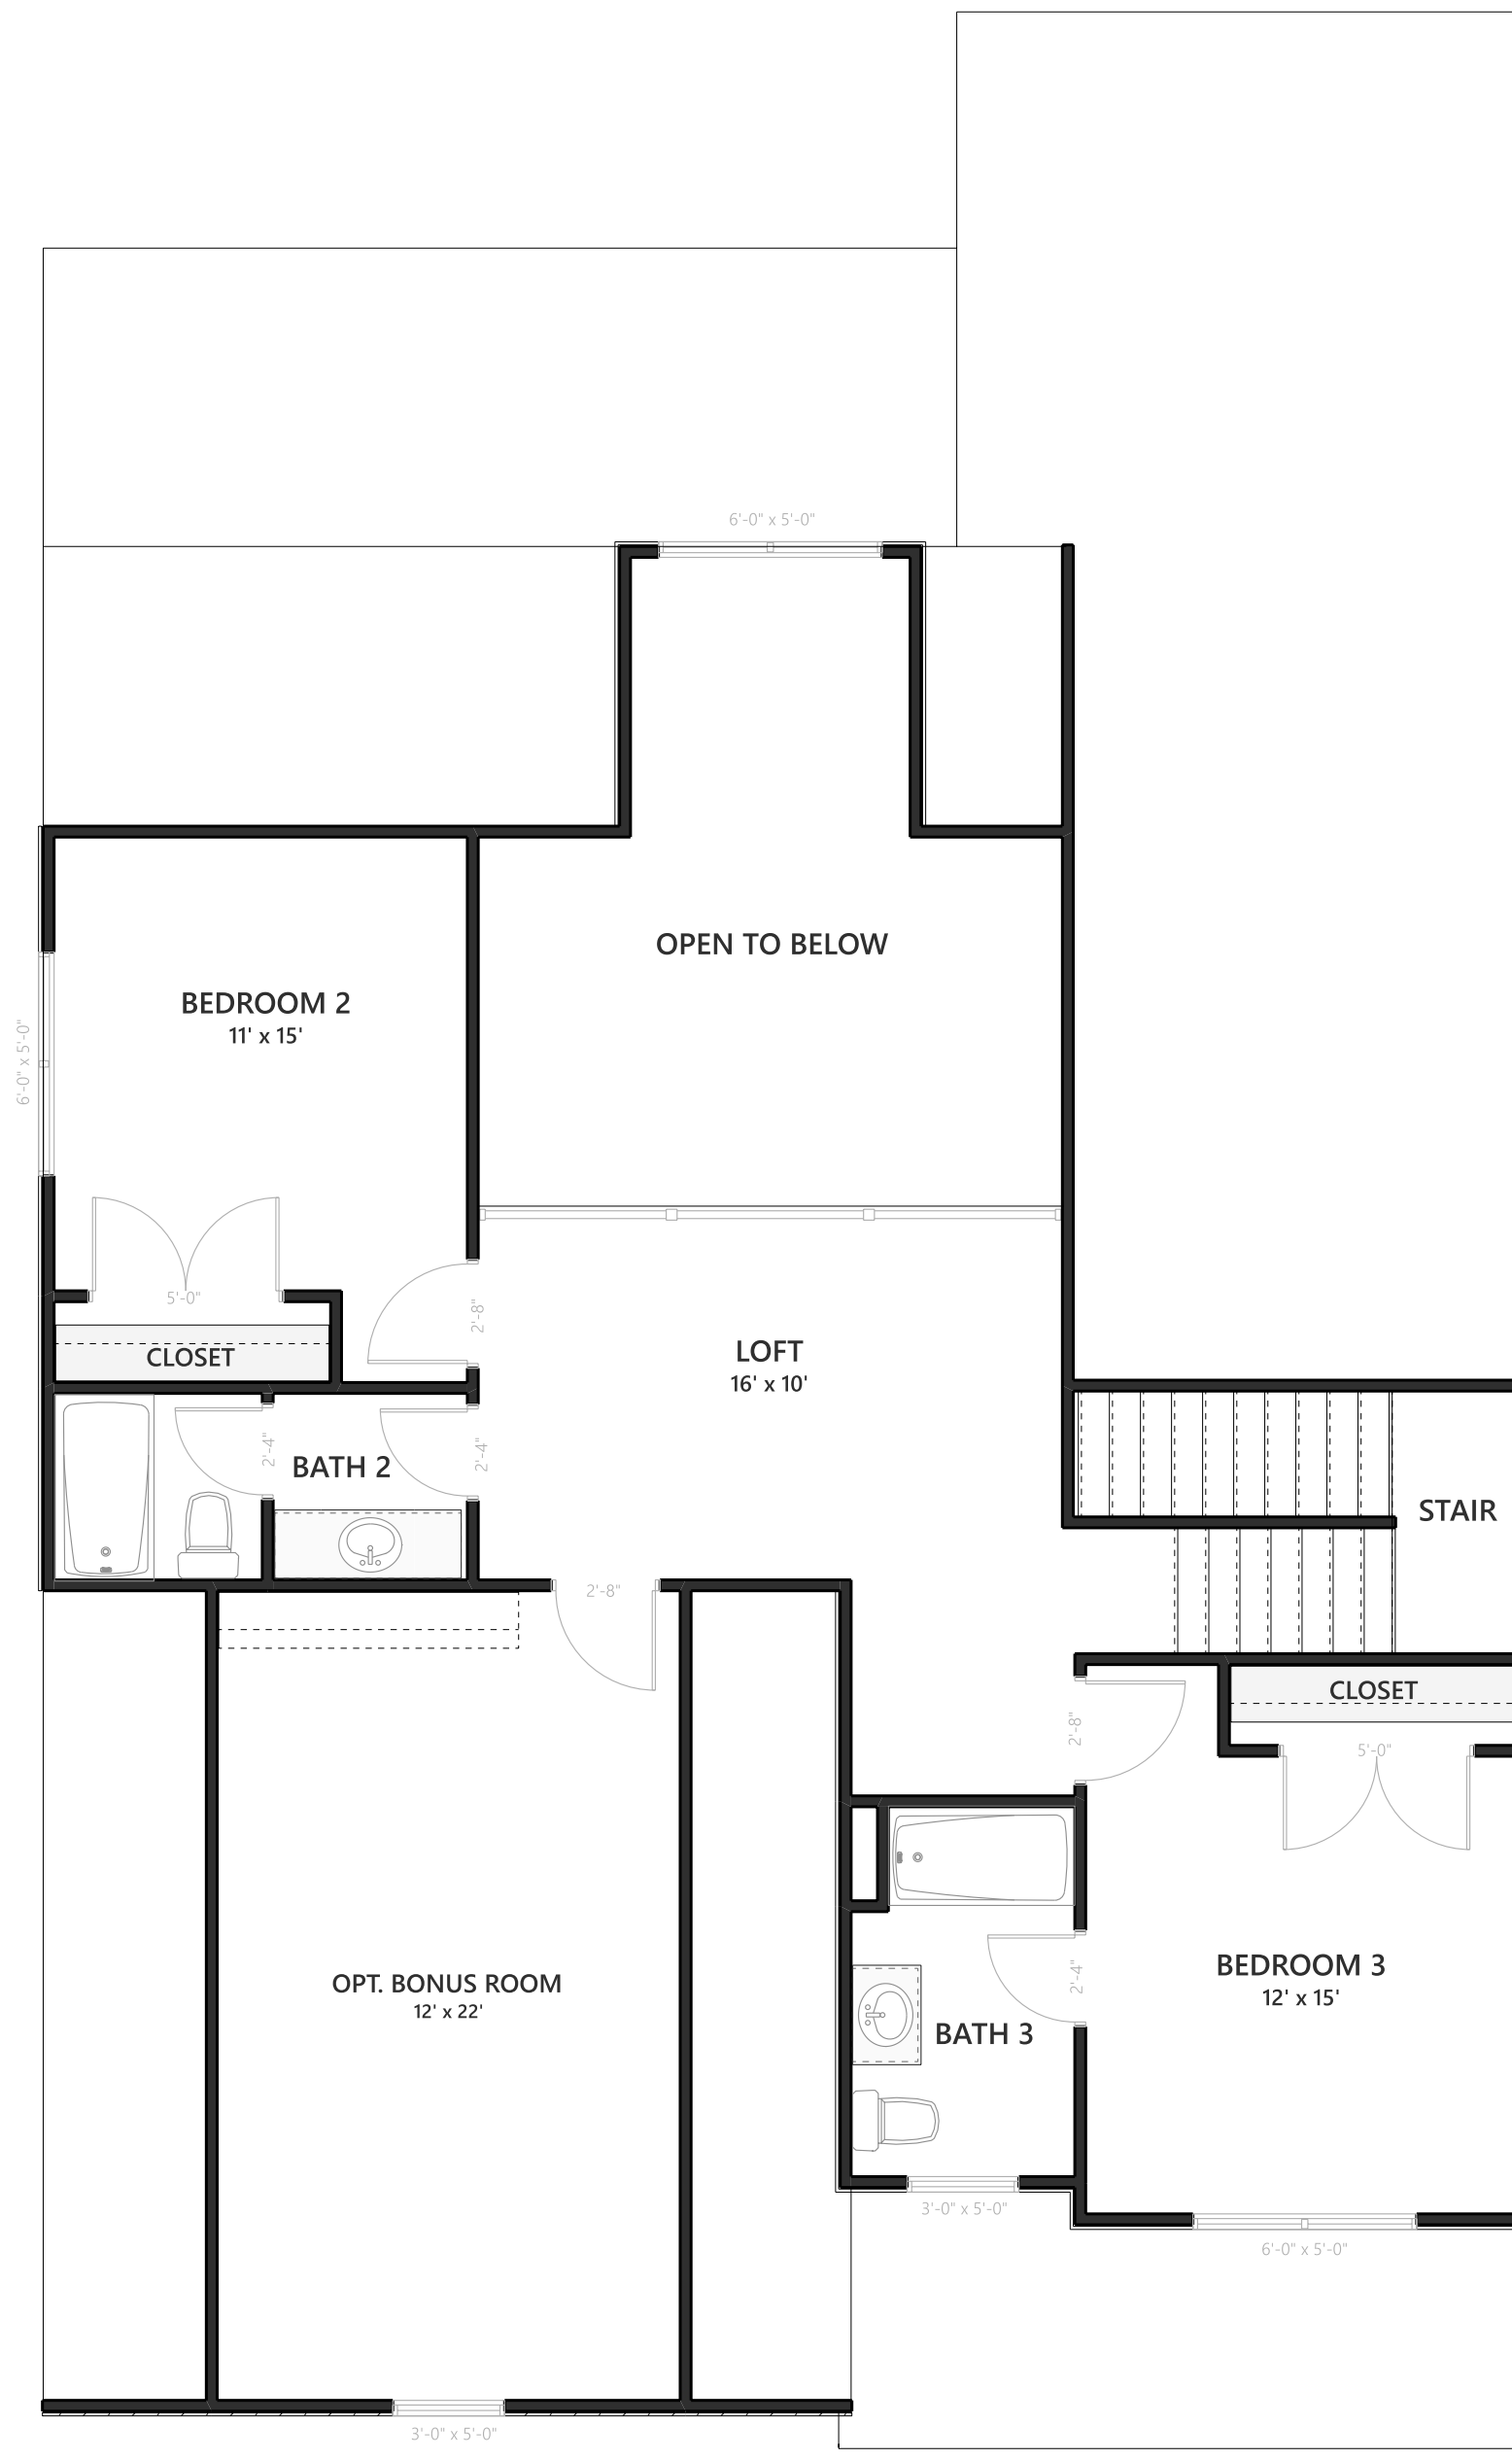 6'-0" x 5'-0"
OPEN TO BELOW
BEDROOM 2
11' x 15'
6'-0" x 5'-0"
5'-0"
2'-8"
CLOSET
LOFT
16' x 10'
2'-4"
BATH 2
2'-4"
STAIR
2'-8"
CLOSET
2'-8"
5'-0"
OPT. BONUS ROOM
12' x 22'
2'-4"
BEDROOM 3
12' x 15'
BATH 3
3'-0" x 5'-0"
6'-0" x 5'-0"
3'-0" x 5'-0"